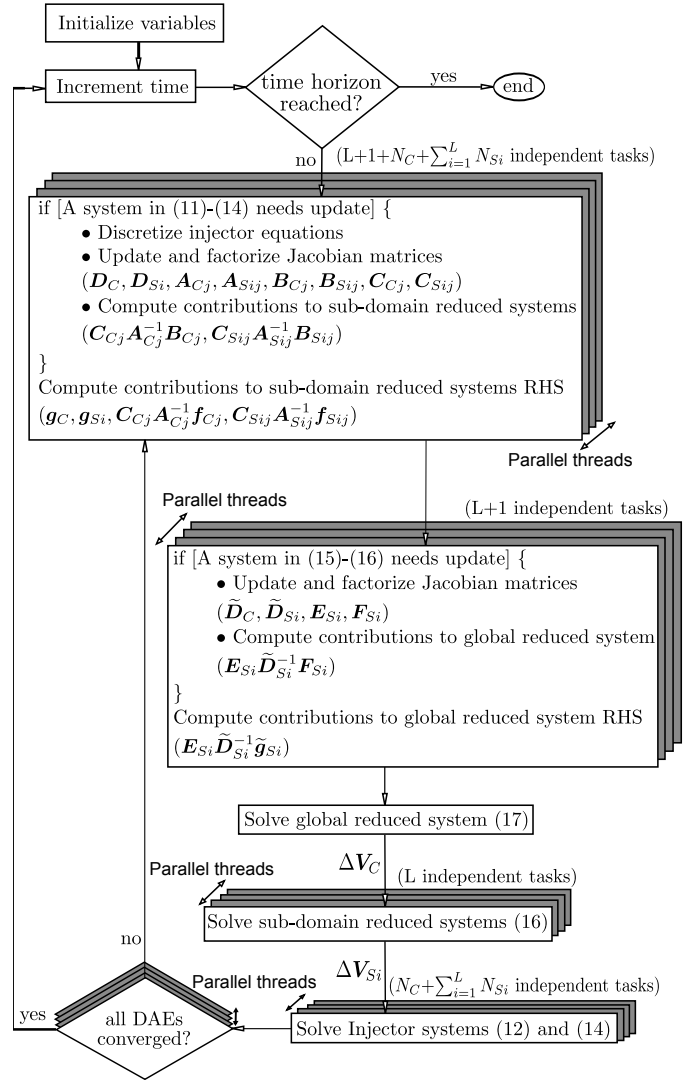 Initialize variables
Increment time
time horizon
reached?
yes
end
no
(L+1+N_C+∑_{i=1}^{L} N_{Si} independent tasks)
if [A system in (11)-(14) needs update] {
• Discretize injector equations
• Update and factorize Jacobian matrices
(D_C, D_{Si}, A_{Cj}, A_{Sij}, B_{Cj}, B_{Sij}, C_{Cj}, C_{Sij})
• Compute contributions to sub-domain reduced systems
(C_{Cj}A_{Cj}^{-1}B_{Cj}, C_{Sij}A_{Sij}^{-1}B_{Sij})
}
Compute contributions to sub-domain reduced systems RHS
(g_C, g_{Si}, C_{Cj}A_{Cj}^{-1}f_{Cj}, C_{Sij}A_{Sij}^{-1}f_{Sij})
Parallel threads
Parallel threads
(L+1 independent tasks)
if [A system in (15)-(16) needs update] {
• Update and factorize Jacobian matrices
(D̃_C, D̃_{Si}, E_{Si}, F_{Si})
• Compute contributions to global reduced system
(E_{Si}D̃_{Si}^{-1}F_{Si})
}
Compute contributions to global reduced system RHS
(E_{Si}D̃_{Si}^{-1}g̃_{Si})
Solve global reduced system (17)
ΔV_C
Parallel threads
(L independent tasks)
Solve sub-domain reduced systems (16)
ΔV_{Si}
Parallel threads
(N_C+∑_{i=1}^{L} N_{Si} independent tasks)
Solve Injector systems (12) and (14)
no
yes
all DAEs
converged?